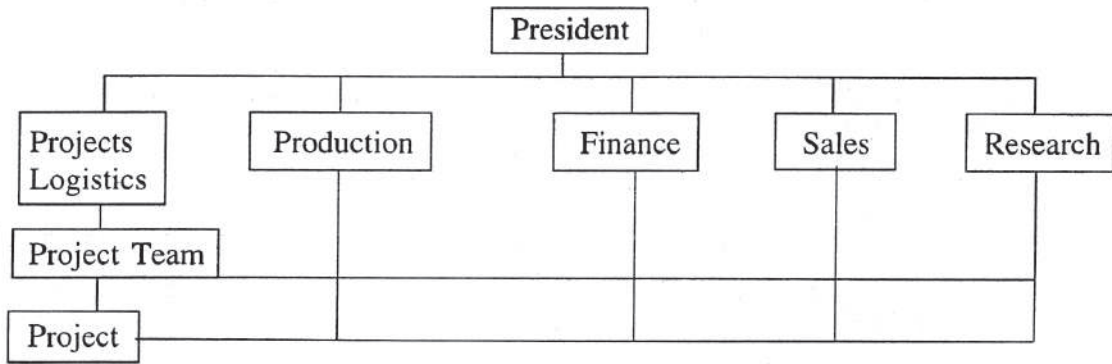 President
Projects
Logistics
Production
Finance
Sales
Research
Project Team
Project